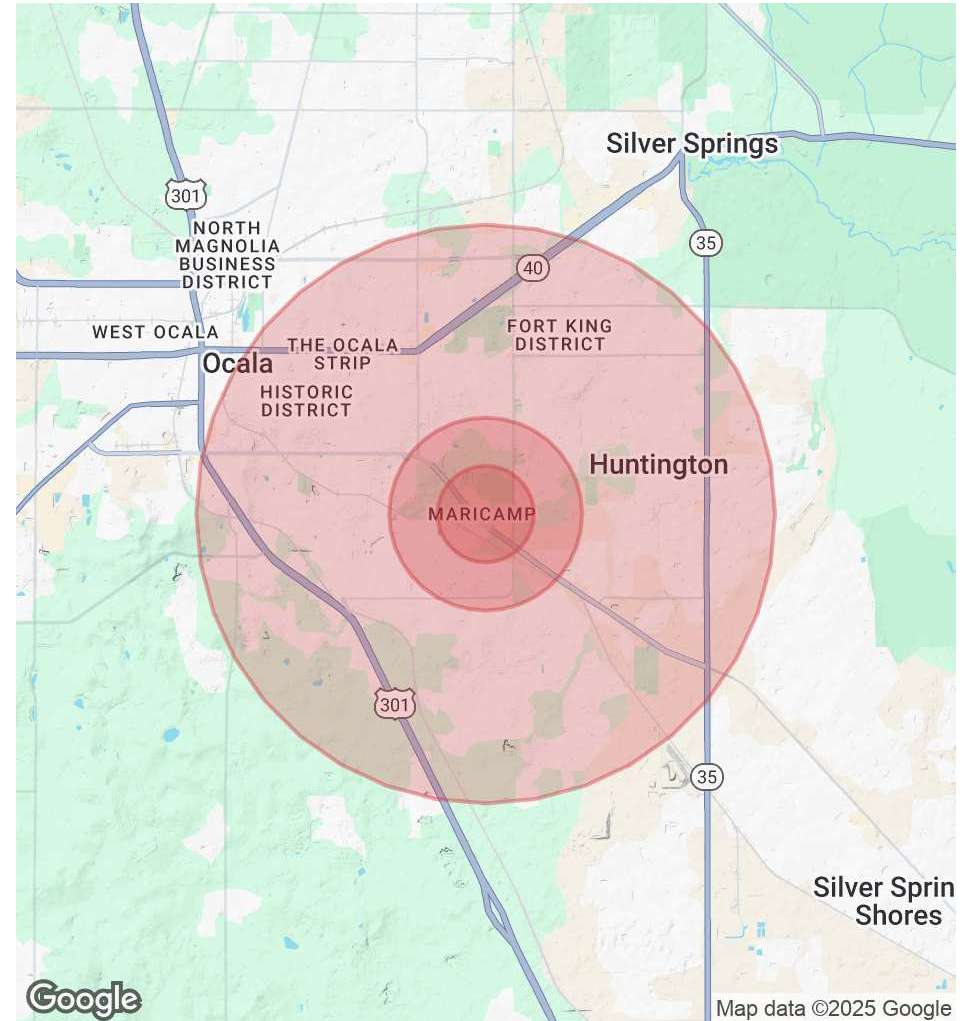 Silver Springs
301
NORTH
MAGNOLIA
BUSINESS
DISTRICT
35
40
WEST OCALA
FORT KING
DISTRICT
THE OCALA
STRIP
Ocala
HISTORIC
DISTRICT
Huntington
MARICAMP
301
35
Silver Sprin
Shores
Google
Map data ©2025 Google